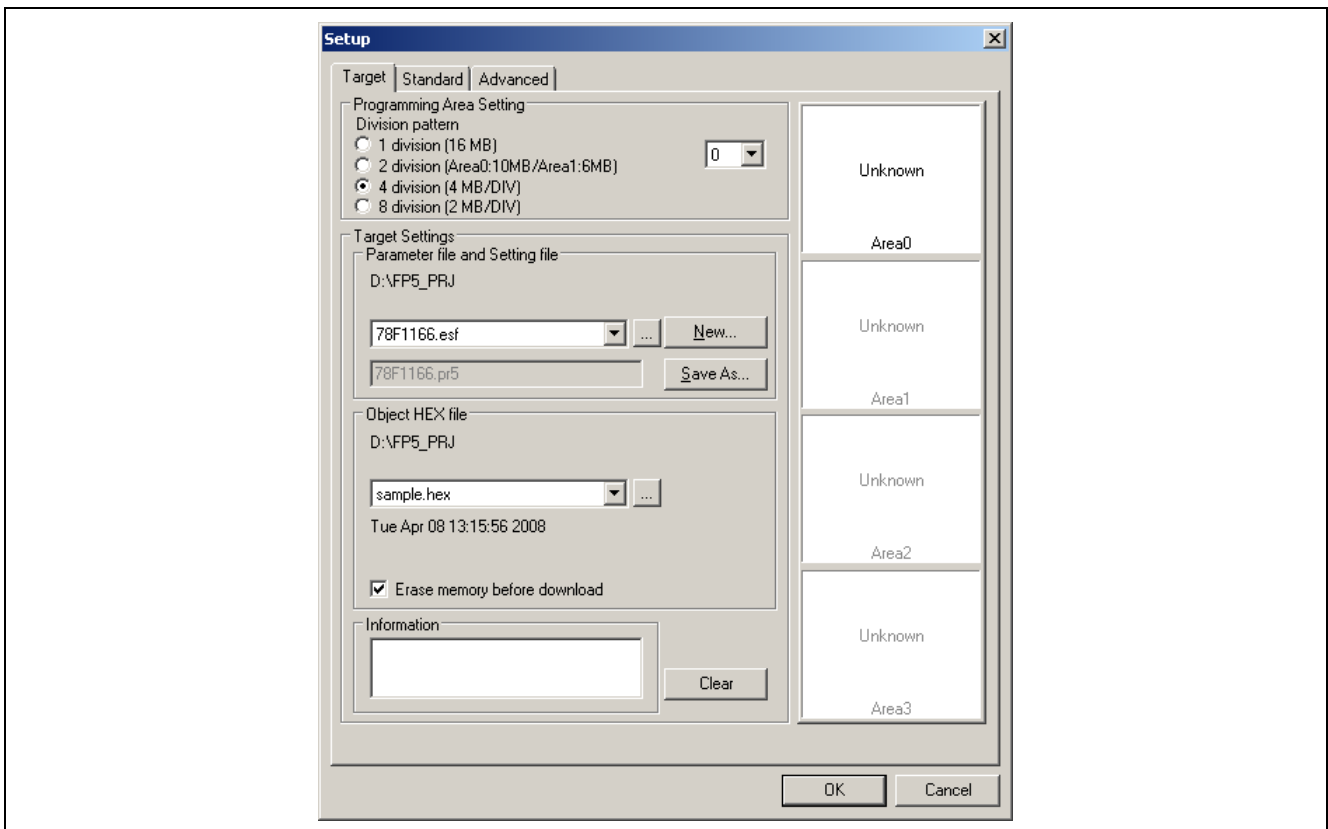 Setup
Target Standard Advanced
Programming Area Setting
Division pattern
1 division (16 MB)
2 division (Area0:10MB/Area1:6MB)
4 division (4 MB/DIV)
8 division (2 MB/DIV)
0
Target Settings
Parameter file and Setting file
D:\FP5_PRJ
78F1166.esf ... New...
78F1166.pr5 Save As...
Object HEX file
D:\FP5_PRJ
sample.hex ...
Tue Apr 08 13:15:56 2008
Erase memory before download
Information
Clear
Unknown
Area0
Unknown
Area1
Unknown
Area2
Unknown
Area3
OK Cancel